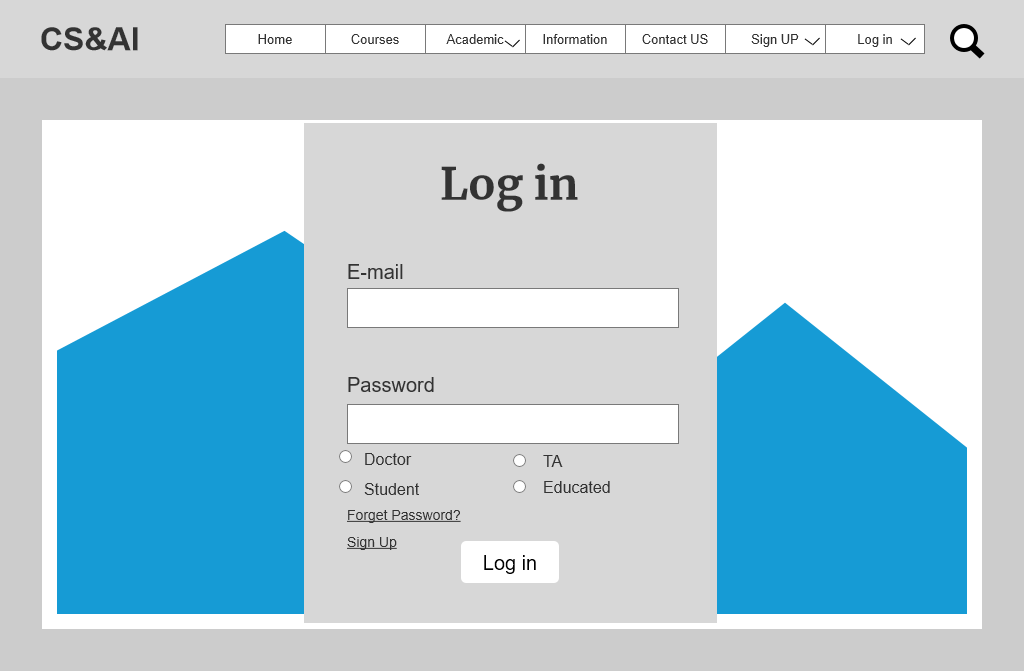 CS&AI
Home Courses Academic Information Contact US Sign UP Log in
Log in
E-mail
Password
Doctor TA
Student Educated
Forget Password?
Sign Up
Log in